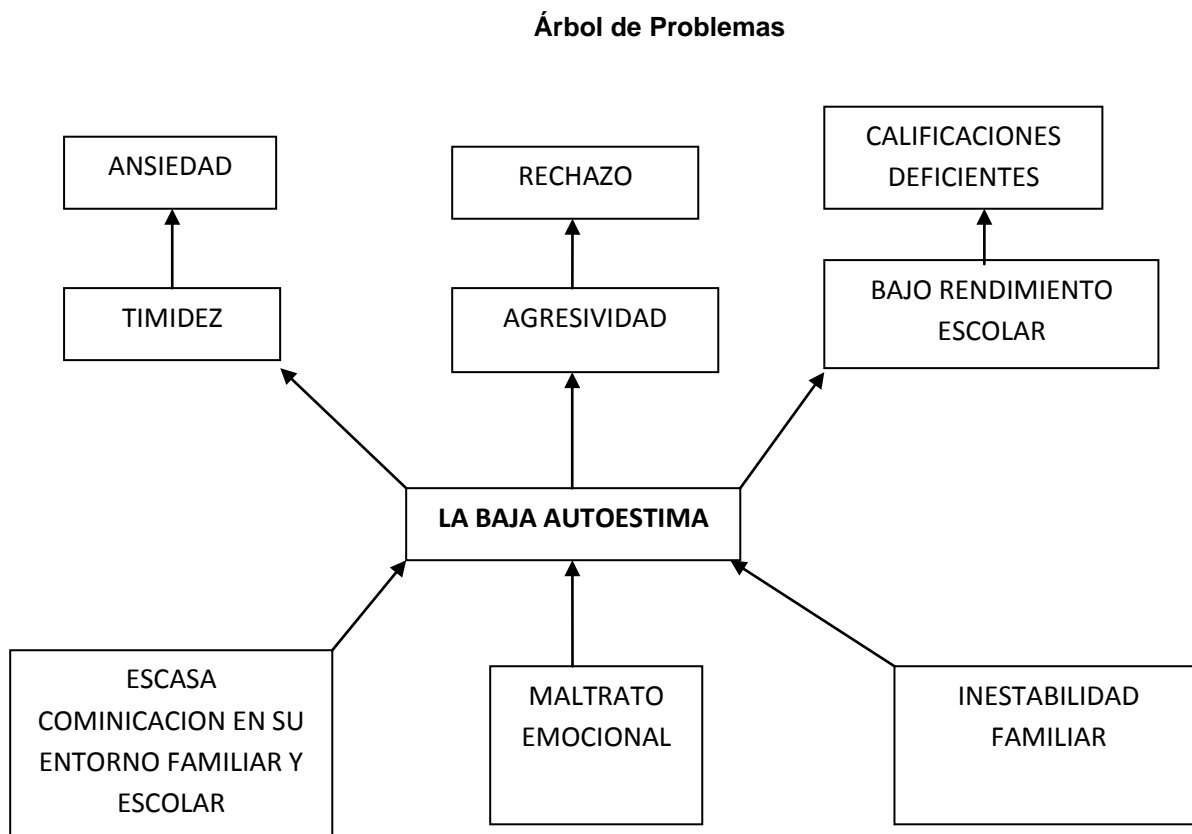 Árbol de Problemas
ANSIEDAD
RECHAZO
CALIFICACIONES
DEFICIENTES
TIMIDEZ
AGRESIVIDAD
BAJO RENDIMIENTO
ESCOLAR
LA BAJA AUTOESTIMA
ESCASA
COMINICACION EN SU
ENTORNO FAMILIAR Y
ESCOLAR
MALTRATO
EMOCIONAL
INESTABILIDAD
FAMILIAR